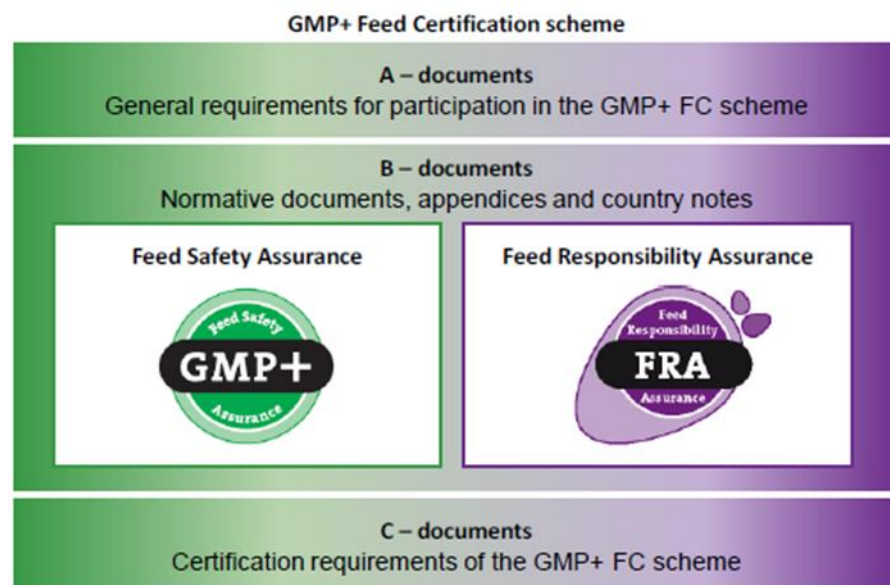 GMP+ Feed Certification scheme
A – documents
General requirements for participation in the GMP+ FC scheme
B – documents
Normative documents, appendices and country notes
Feed Safety Assurance
Feed Safety
GMP+
Assurance
Feed Responsibility Assurance
Feed
Responsibility
FRA
Assurance
C – documents
Certification requirements of the GMP+ FC scheme